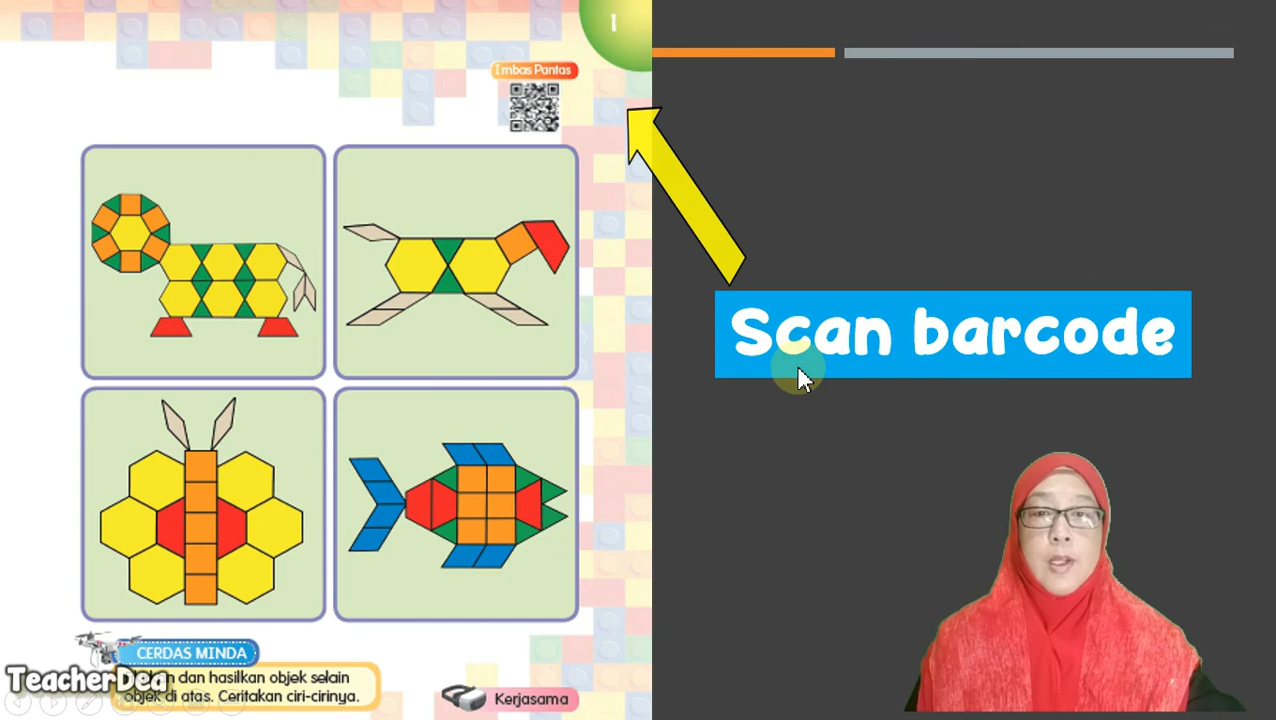 1
Imbas Pantas
Scan barcode
CERDAS MINDA
dan hasilkan objek selain
objek di atas. Ceritakan ciri-cirinya.
TeacherDea
Kerjasama